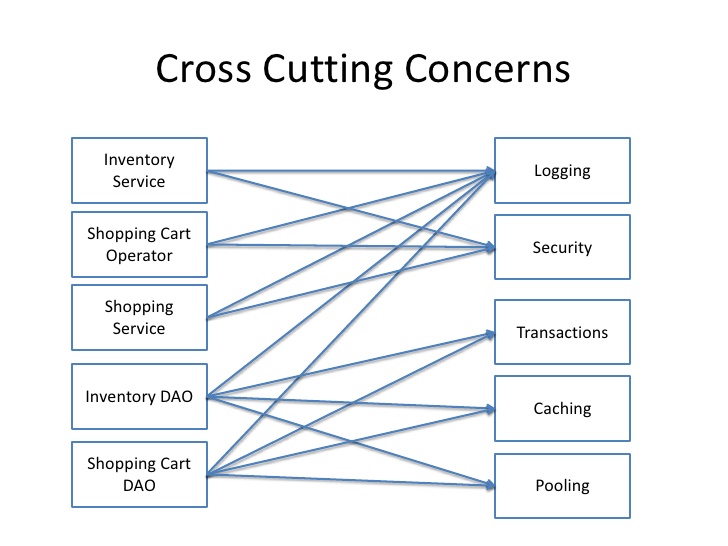 Cross Cutting Concerns
Inventory
Service
Shopping Cart
Operator
Shopping
Service
Inventory DAO
Shopping Cart
DAO
Logging
Security
Transactions
Caching
Pooling